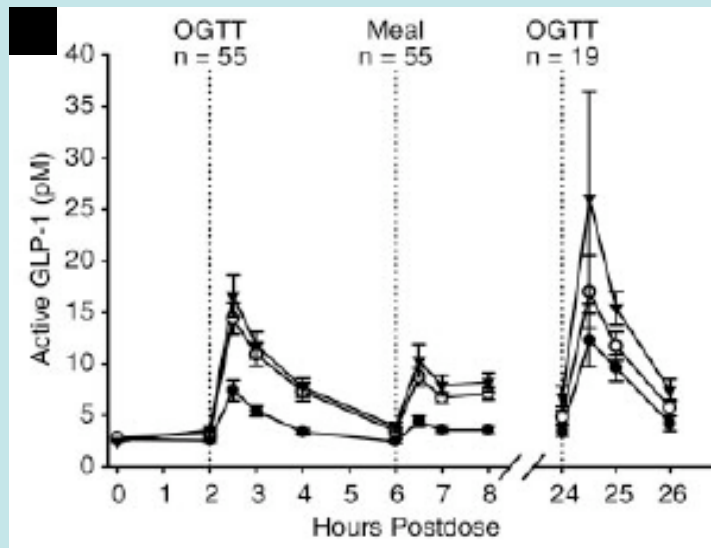 OGTT Meal OGTT
n = 55 n = 55 n = 19
40
35
30
25
20
15
10
5
0
Active GLP-1 (pM)
0 1 2 3 4 5 6 7 8 24 25 26
Hours Postdose